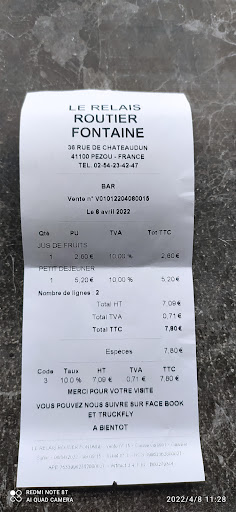 LE RELAIS
ROUTIER
FONTAINE
36 RUE DE CHATEAUDUN
41100 PEZOU - FRANCE
TEL. 02-54-23-42-47
BAR
Vente n° V01012204080015
Le 8 avril 2022
Qté PU TVA Tot TTC
JUS DE FRUITS
1 2,60€ 10,00 % 2,60€
PETIT DEJEUNER
1 5,20€ 10,00 % 5,20€
Nombre de lignes : 2
Total HT: 7,09€
Total TVA 0,71€
Total TTC 7,80€
Especes 7,80€
Code Taux HT TVA TTC
3 10.0 % 7,09 € 0,71 € 7.80 €
MERCI POUR VOTRE VISITE
VOUS POUVEZ NOUS SUIVRE SUR FACE BOOK
ET TRUCKFLY
A BIENTOT
REDMI NOTE 8T
AI QUAD CAMERA
2022/4/8 11:28